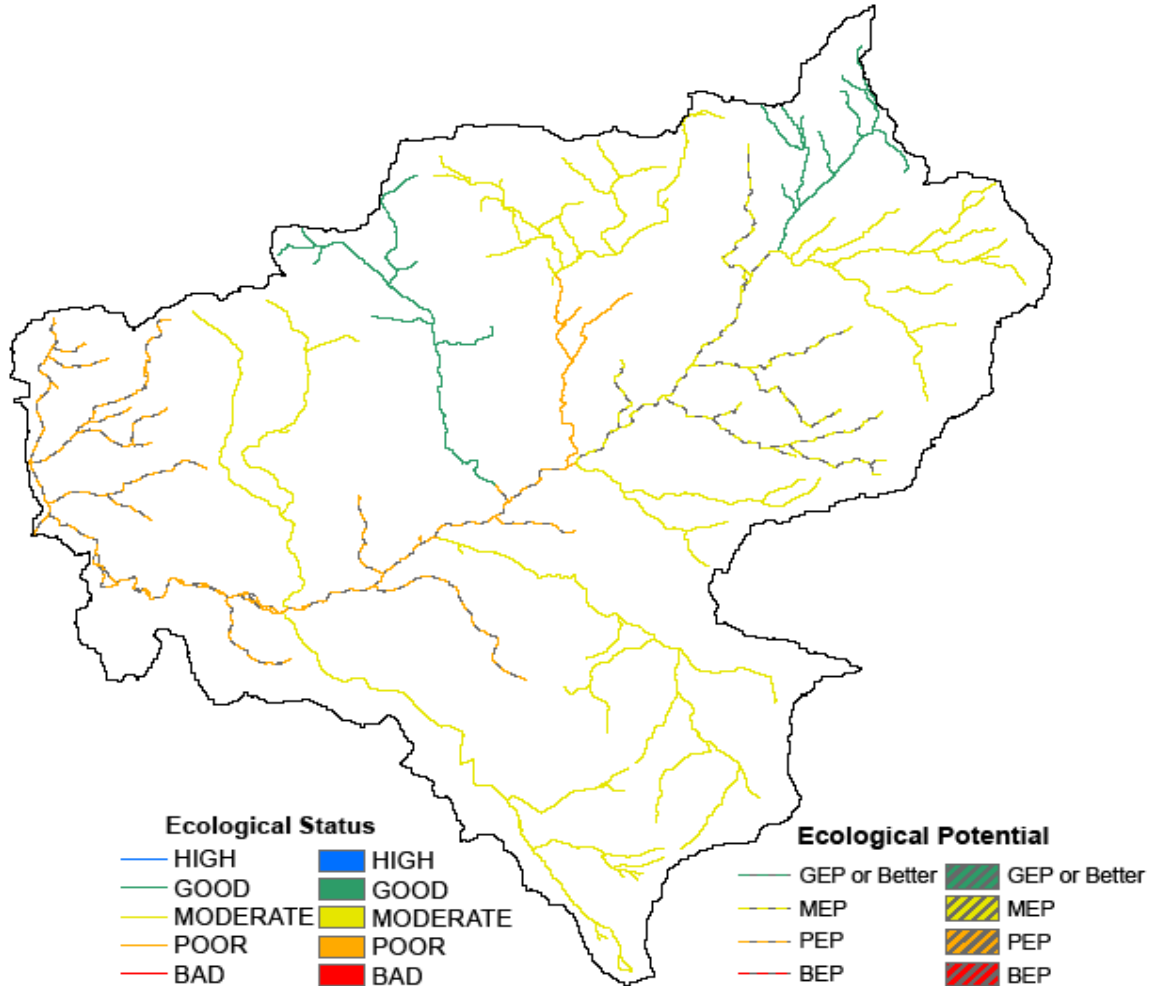 Ecological Status
HIGH HIGH
GOOD GOOD
MODERATE MODERATE
POOR POOR
BAD BAD
Ecological Potential
GEP or Better GEP or Better
MEP MEP
PEP PEP
BEP BEP